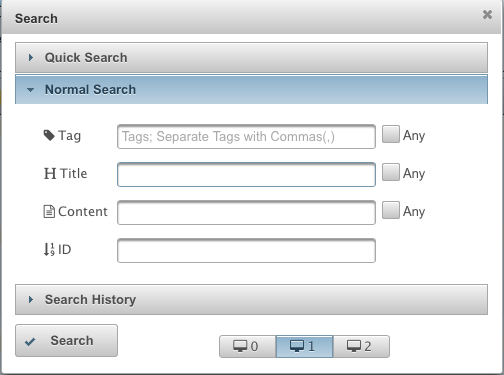 Search
Quick Search
Normal Search
Tag Tags; Separate Tags with Commas(,) Any
Title Any
Content Any
ID
Search History
Search 0 1 2